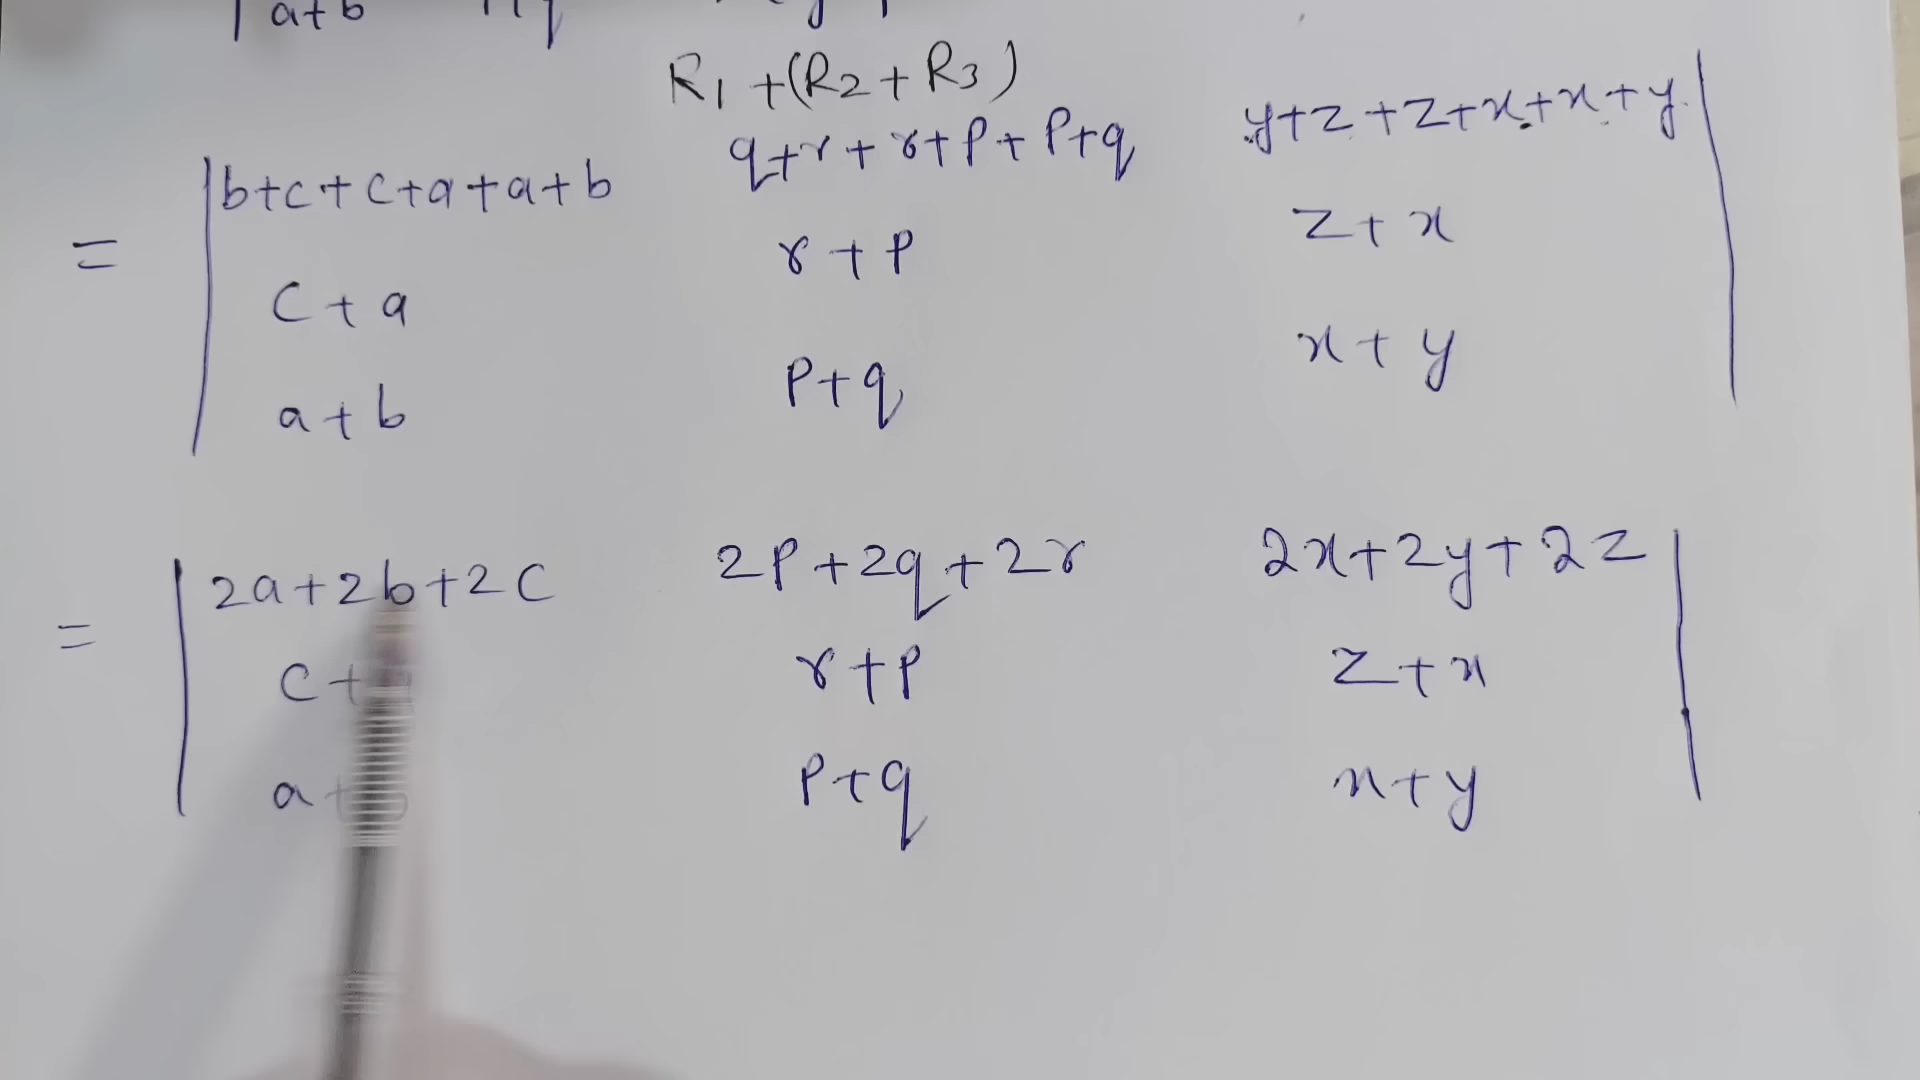 a+b
R1 +(R2+R3)
= | b+c+c+a+a+b q+r+r+p+p+q y+z+z+x+x+y |
c+a r+p z+x
a+b p+q x+y
= | 2a+2b+2c 2p+2q+2r 2x+2y+2z |
c+ r+p z+x
a+ p+q x+y